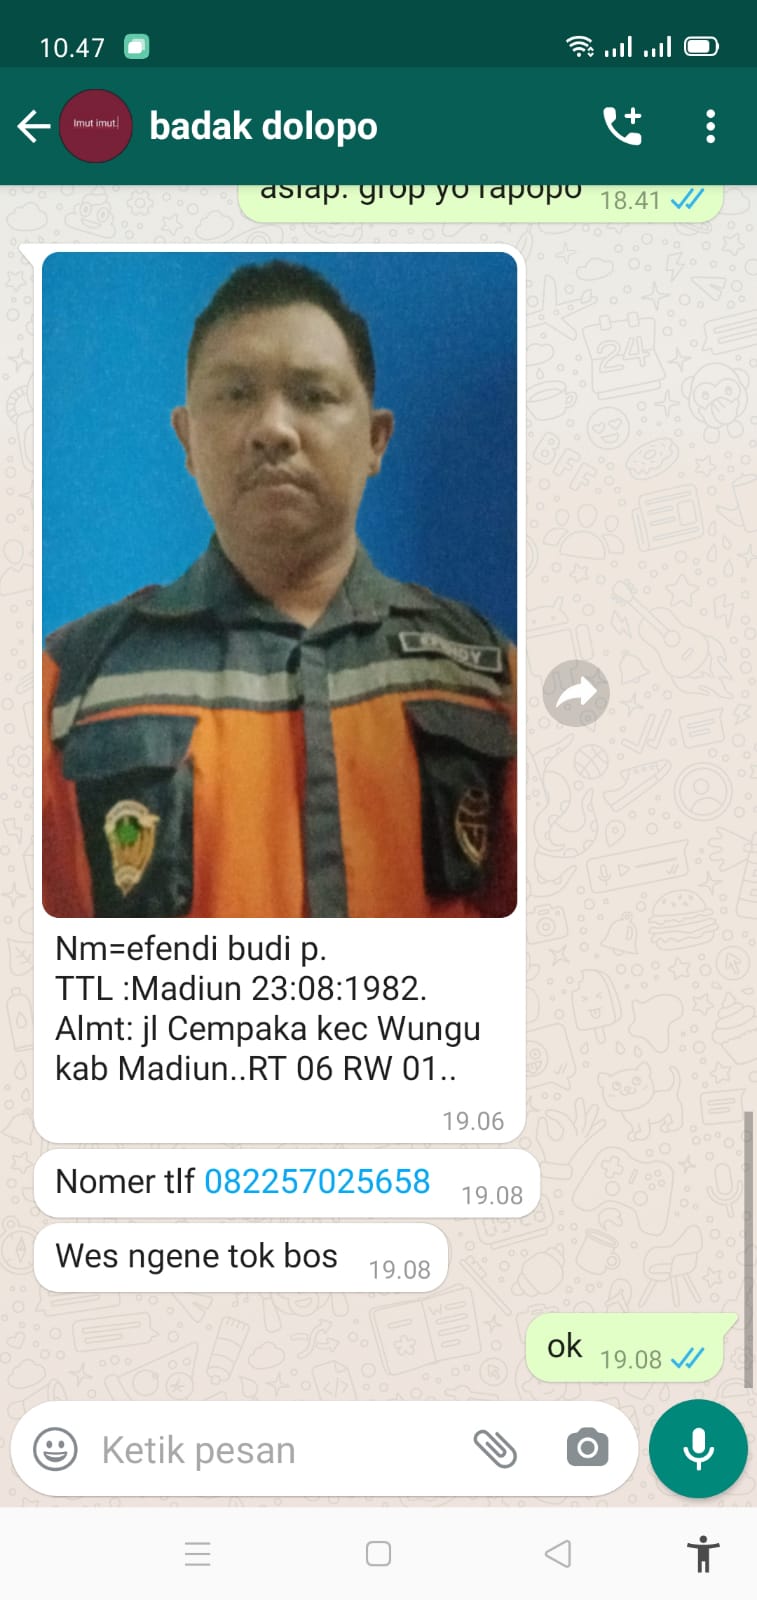 10.47
Imut imut.
badak dolopo
asiap. grop yo rapopo 18.41
Nm=efendi budi p.
TTL :Madiun 23:08:1982.
Almt: jl Cempaka kec Wungu
kab Madiun..RT 06 RW 01..
19.06
Nomer tlf 082257025658 19.08
Wes ngene tok bos 19.08
ok 19.08
Ketik pesan